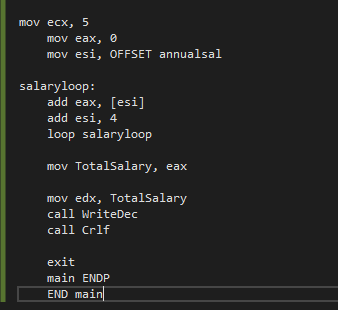 mov ecx, 5
mov eax, 0
mov esi, OFFSET annualsal
salaryloop:
add eax, [esi]
add esi, 4
loop salaryloop
mov TotalSalary, eax
mov edx, TotalSalary
call WriteDec
call Crlf
exit
main ENDP
END main